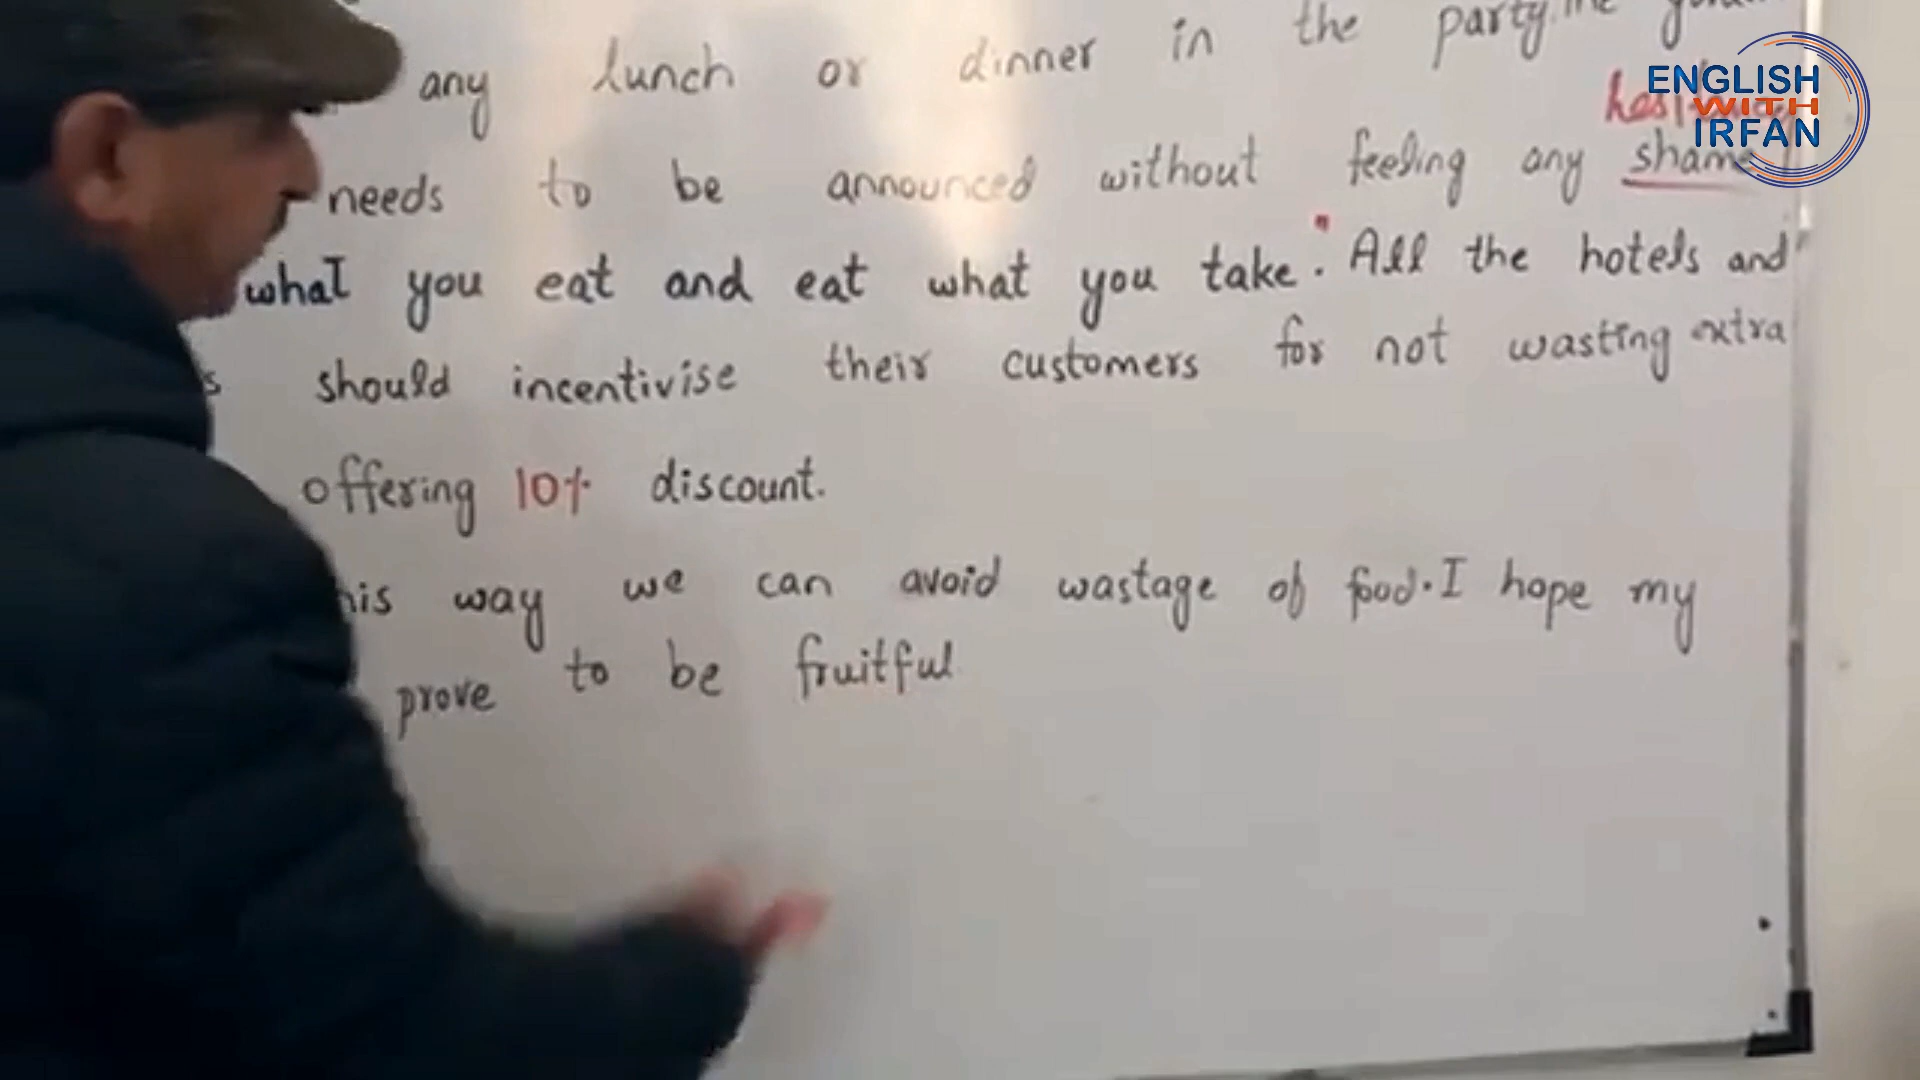 any lunch or dinner in the party. The
needs to be announced without feeling any shame
what you eat and eat what you take". All the hotels and
s should incentivise their customers for not wasting extra
offering 10% discount.
his way we can avoid wastage of food. I hope my
prove to be fruitful
ENGLISH
WITH
IRFAN